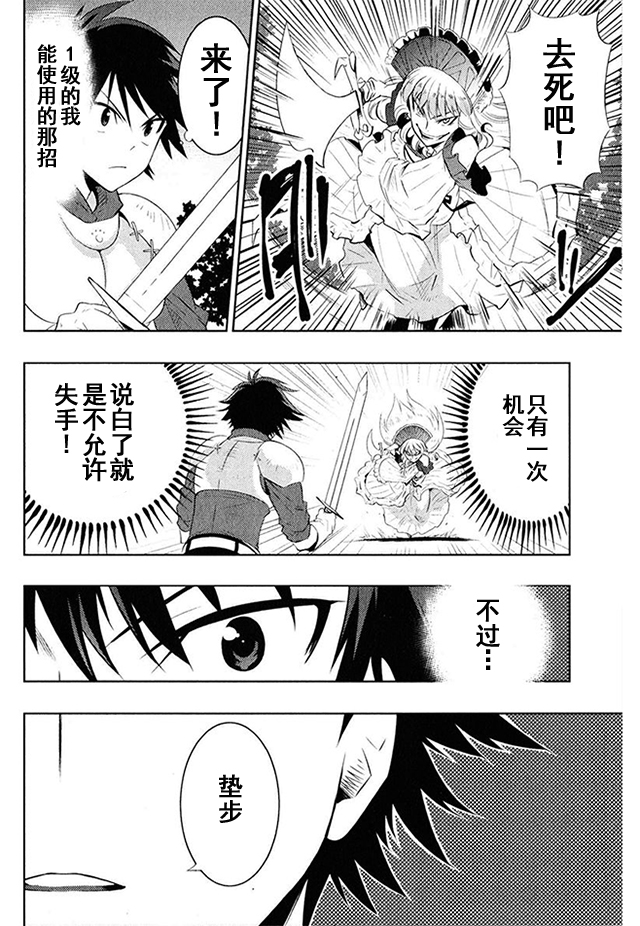 去死吧！
来了！
1级的我
能使用的那招
只有一次
机会
说白了就
是不允许
失手！
不
过…
垫步